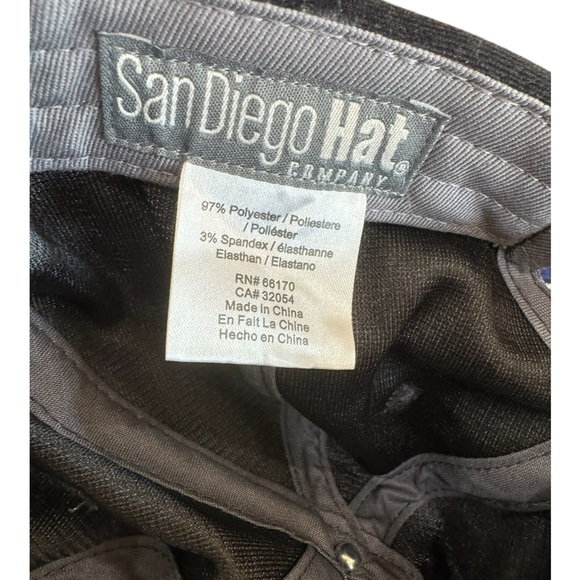 San Diego Hat®
COMPANY
97% Polyester / Poliestere
/ Poliéster
3% Spandex / élasthanne
Elasthan / Elastano
RN# 66170
CA# 32054
Made in China
En Fait La Chine
Hecho en China